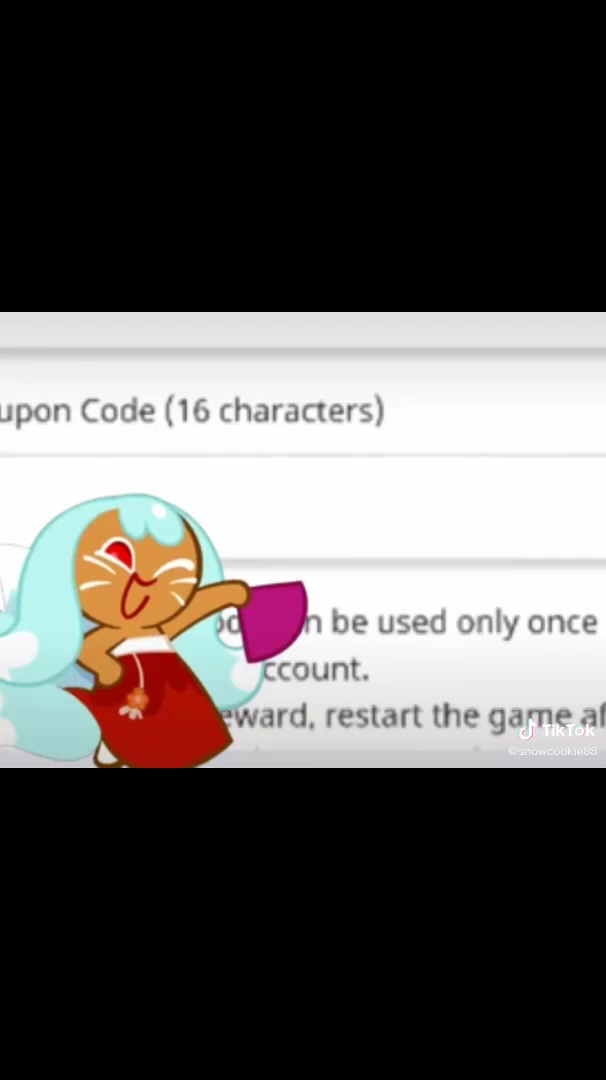 upon Code (16 characters)
n be used only once
ccount.
eward, restart the game af
TikTok
@snowcookie88